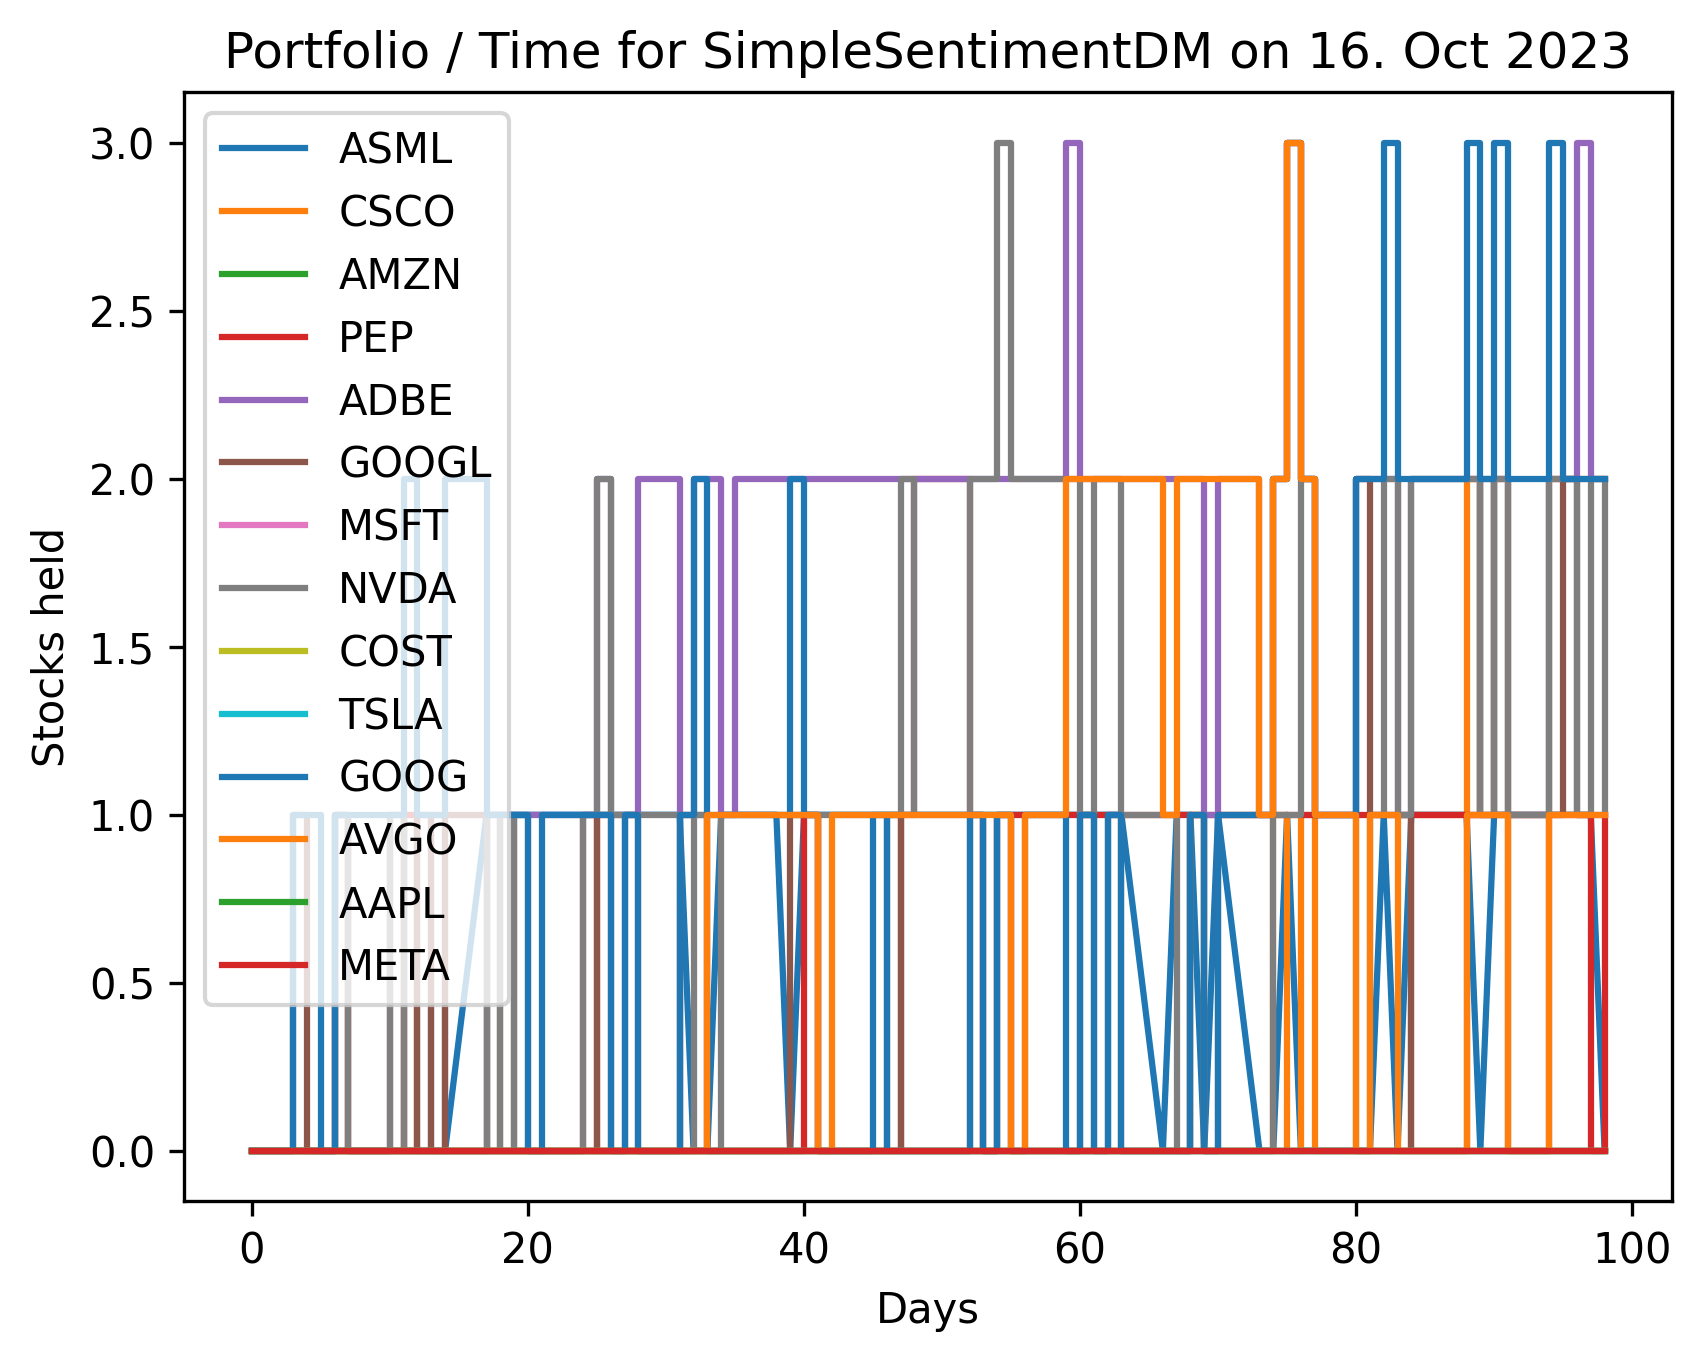 Portfolio / Time for SimpleSentimentDM on 16. Oct 2023
3.0
2.5
2.0
1.5
1.0
0.5
0.0
Stocks held
ASML
CSCO
AMZN
PEP
ADBE
GOOGL
MSFT
NVDA
COST
TSLA
GOOG
AVGO
AAPL
META
0 20 40 60 80 100
Days